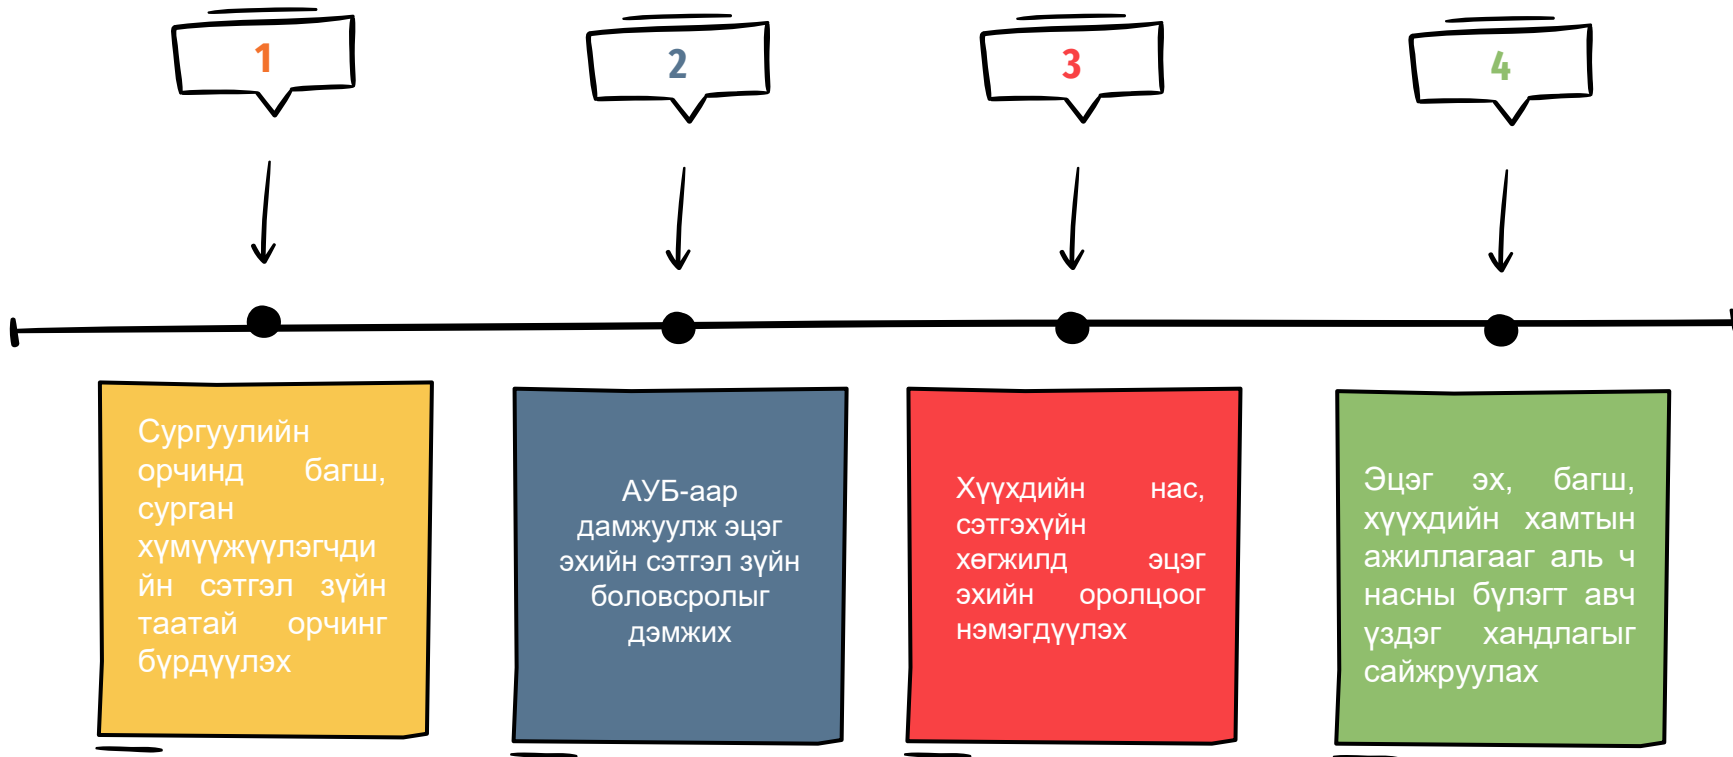 1
2
3
4
Сургуулийн
орчинд багш,
сурган
хүмүүжүүлэгчди
йн сэтгэл зүйн
таатай орчинг
бүрдүүлэх
АУБ-аар
дамжуулж эцэг
эхийн сэтгэл зүйн
боловсролыг
дэмжих
Хүүхдийн нас,
сэтгэхүйн
хөгжилд эцэг
эхийн оролцоог
нэмэгдүүлэх
Эцэг эх, багш,
хүүхдийн хамтын
ажиллагааг аль ч
насны бүлэгт авч
үздэг хандлагыг
сайжруулах